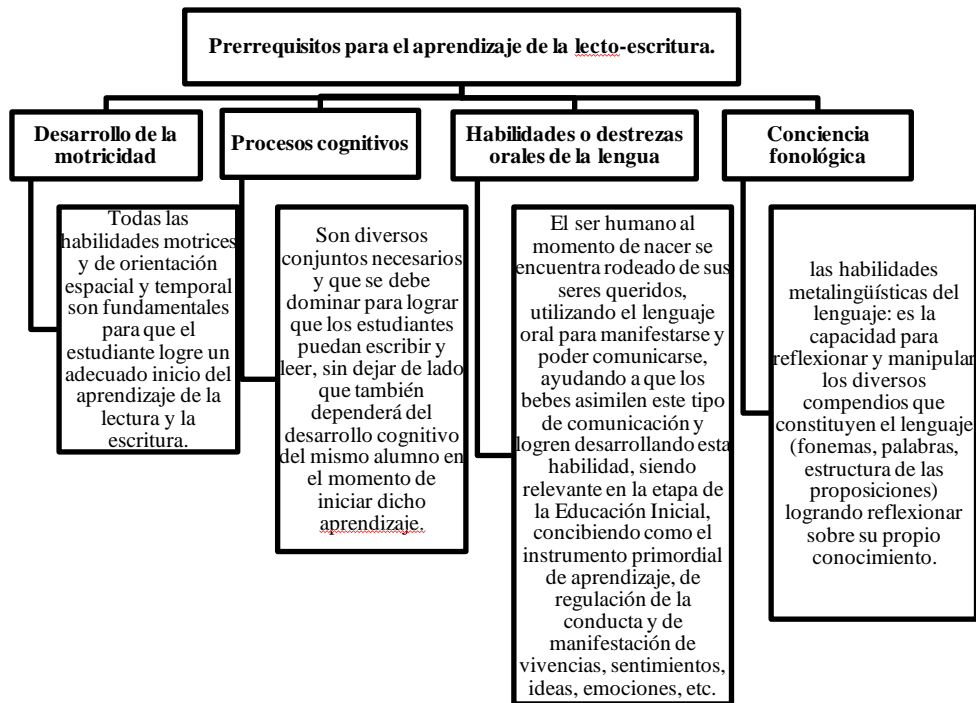 Prerrequisitos para el aprendizaje de la lecto-escritura.
Desarrollo de la
motricidad
Procesos cognitivos
Habilidades o destrezas
orales de la lengua
Conciencia
fonológica
Todas las
habilidades motrices
y de orientación
espacial y temporal
son fundamentales
para que el
estudiante logre un
adecuado inicio del
aprendizaje de la
lectura y la
escritura.
Son diversos
conjuntos necesarios
y que se debe
dominar para lograr
que los estudiantes
puedan escribir y
leer, sin dejar de lado
que también
dependerá del
desarrollo cognitivo
del mismo alumno en
el momento de
iniciar dicho
aprendizaje.
El ser humano al
momento de nacer se
encuentra rodeado de sus
seres queridos,
utilizando el lenguaje
oral para manifestarse y
poder comunicarse,
ayudando a que los
bebes asimilen este tipo
de comunicación y
logren desarrollando esta
habilidad, siendo
relevante en la etapa de
la Educación Inicial,
concibiendo como el
instrumento primordial
de aprendizaje, de
regulación de la
conducta y de
manifestación de
vivencias, sentimientos,
ideas, emociones, etc.
las habilidades
metalingüísticas del
lenguaje: es la
capacidad para
reflexionar y manipular
los diversos
compendios que
constituyen el lenguaje
(fonemas, palabras,
estructura de las
proposiciones)
logrando reflexionar
sobre su propio
conocimiento.